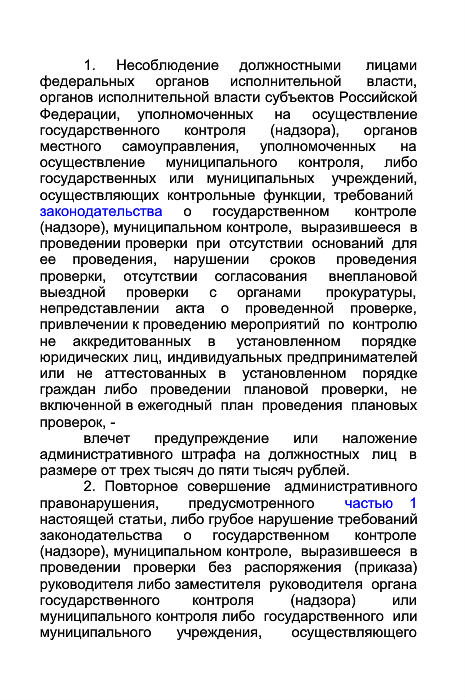 1. Несоблюдение должностными лицами
федеральных органов исполнительной власти,
органов исполнительной власти субъектов Российской
Федерации, уполномоченных на осуществление
государственного контроля (надзора), органов
местного самоуправления, уполномоченных на
осуществление муниципального контроля, либо
государственных или муниципальных учреждений,
осуществляющих контрольные функции, требований
законодательства о государственном контроле
(надзоре), муниципальном контроле, выразившееся в
проведении проверки при отсутствии оснований для
ее проведения, нарушении сроков проведения
проверки, отсутствии согласования внеплановой
выездной проверки с органами прокуратуры,
непредставлении акта о проведенной проверке,
привлечении к проведению мероприятий по контролю
не аккредитованных в установленном порядке
юридических лиц, индивидуальных предпринимателей
или не аттестованных в установленном порядке
граждан либо проведении плановой проверки, не
включенной в ежегодный план проведения плановых
проверок, -
влечет предупреждение или наложение
административного штрафа на должностных лиц в
размере от трех тысяч до пяти тысяч рублей.
2. Повторное совершение административного
правонарушения, предусмотренного частью 1
настоящей статьи, либо грубое нарушение требований
законодательства о государственном контроле
(надзоре), муниципальном контроле, выразившееся в
проведении проверки без распоряжения (приказа)
руководителя либо заместителя руководителя органа
государственного контроля (надзора) или
муниципального контроля либо государственного или
муниципального учреждения, осуществляющего